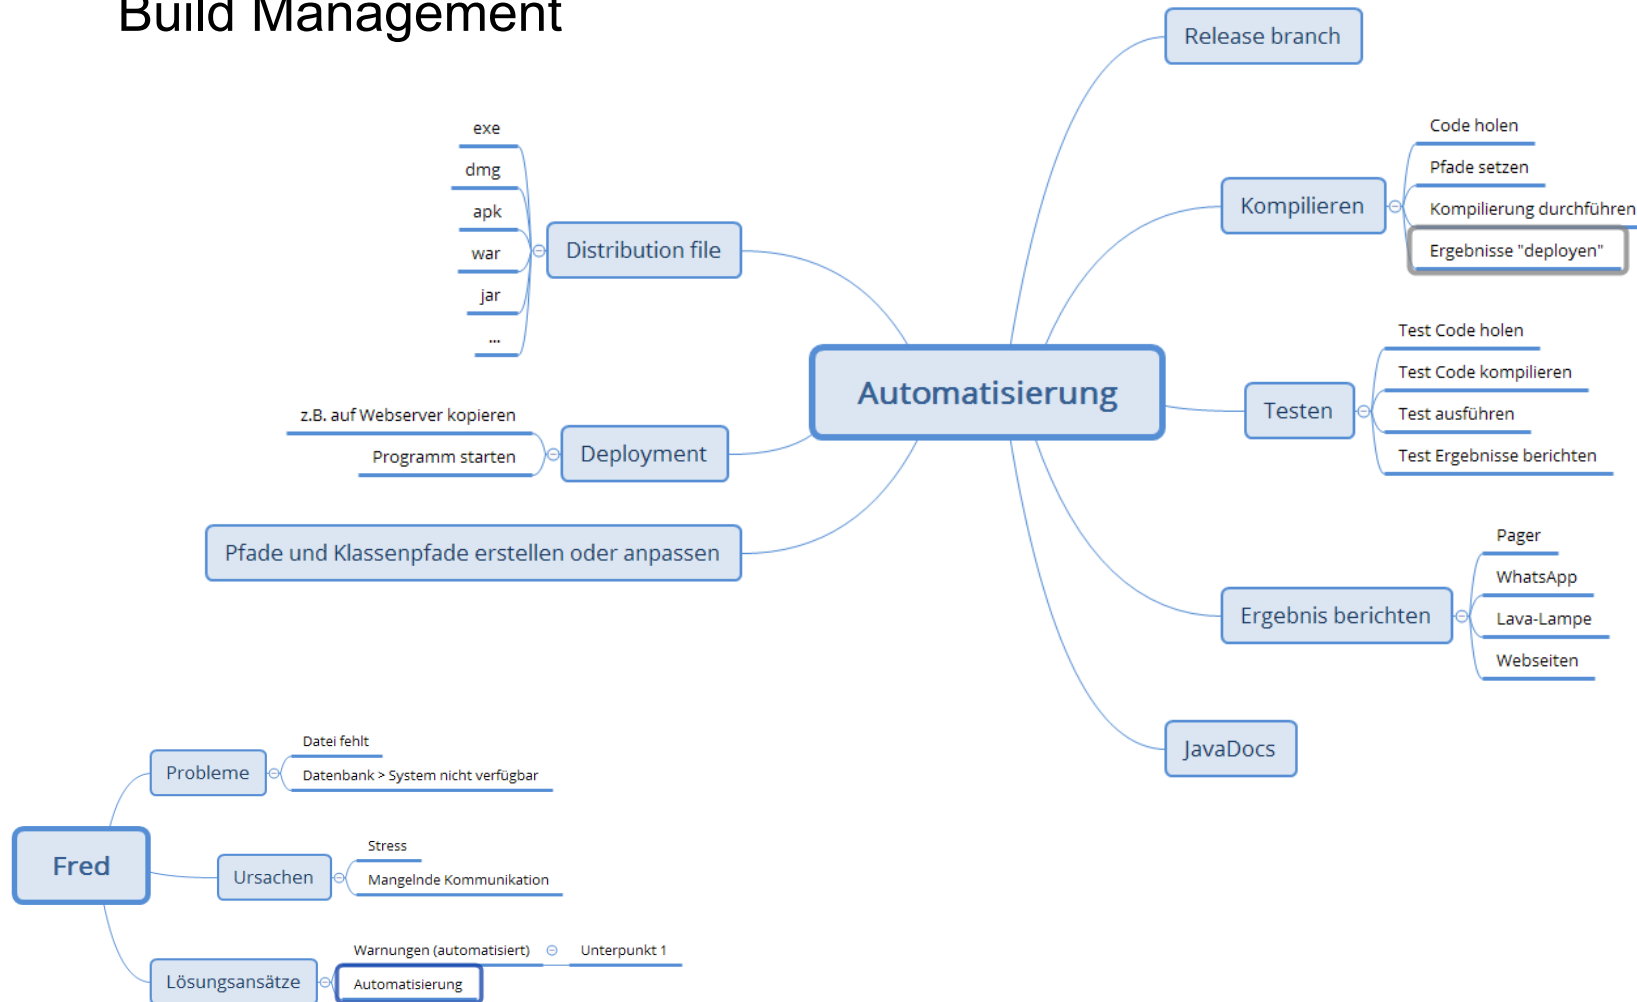 Build Management
Release branch
exe
dmg
apk
war
jar
...
Distribution file
Code holen
Pfade setzen
Kompilierung durchführen
Ergebnisse "deployen"
Kompilieren
Automatisierung
Test Code holen
Test Code kompilieren
Test ausführen
Test Ergebnisse berichten
Testen
z.B. auf Webserver kopieren
Programm starten
Deployment
Pfade und Klassenpfade erstellen oder anpassen
Ergebnis berichten
Pager
WhatsApp
Lava-Lampe
Webseiten
JavaDocs
Fred
Probleme
Datei fehlt
Datenbank > System nicht verfügbar
Ursachen
Stress
Mangelnde Kommunikation
Lösungsansätze
Warnungen (automatisiert)
Unterpunkt 1
Automatisierung